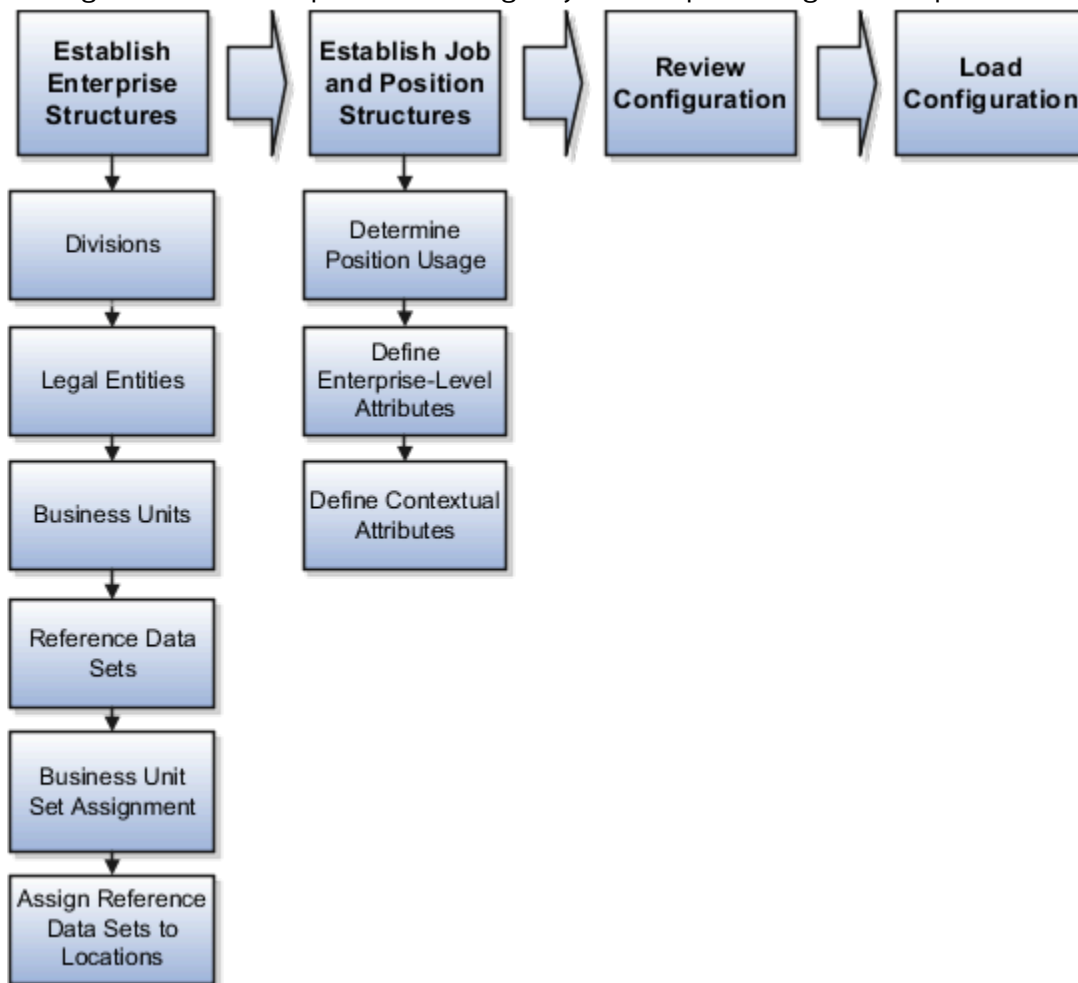 Establish
Enterprise
Structures
Establish Job
and Position
Structures
Review
Configuration
Load
Configuration
Divisions
Legal Entities
Business Units
Reference Data
Sets
Business Unit
Set Assignment
Assign Reference
Data Sets to
Locations
Determine
Position Usage
Define
Enterprise-Level
Attributes
Define Contextual
Attributes